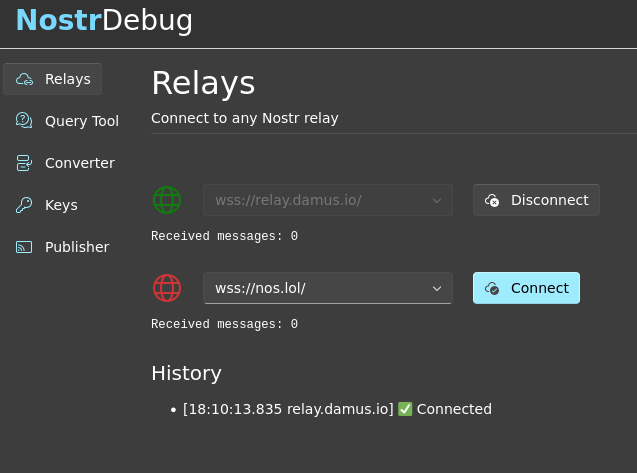 NostrDebug
Relays
Query Tool
Converter
Keys
Publisher
Relays
Connect to any Nostr relay
wss://relay.damus.io/
Disconnect
Received messages: 0
wss://nos.lol/
Connect
Received messages: 0
History
• [18:10:13.835 relay.damus.io] ✅ Connected